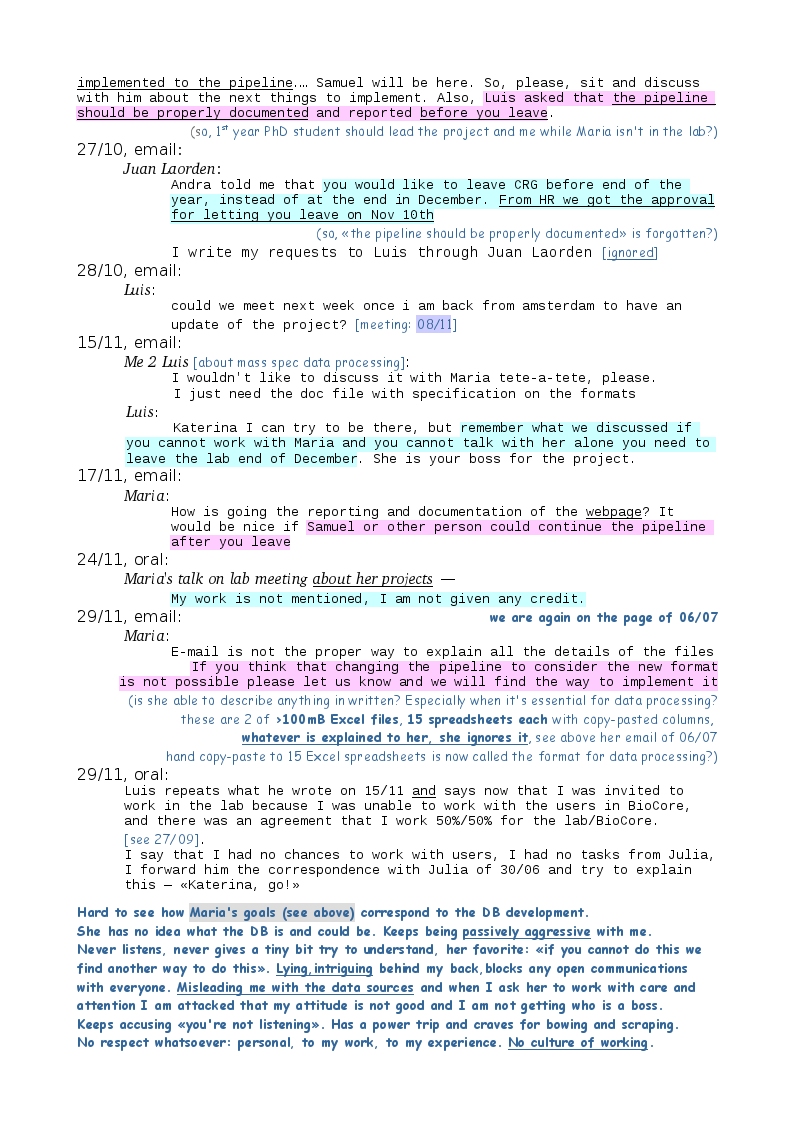 implemented to the pipeline.… Samuel will be here. So, please, sit and discuss
with him about the next things to implement. Also, Luis asked that the pipeline
should be properly documented and reported before you leave.
(so, 1st year PhD student should lead the project and me while Maria isn't in the lab?)
27/10, email:
Juan Laorden:
Andra told me that you would like to leave CRG before end of the
year, instead of at the end in December. From HR we got the approval
for letting you leave on Nov 10th
(so, «the pipeline should be properly documented» is forgotten?)
I write my requests to Luis through Juan Laorden [ignored]
28/10, email:
Luis:
could we meet next week once i am back from amsterdam to have an
update of the project? [meeting: 08/11]
15/11, email:
Me 2 Luis [about mass spec data processing]:
I wouldn't like to discuss it with Maria tete-a-tete, please.
I just need the doc file with specification on the formats
Luis:
Katerina I can try to be there, but remember what we discussed if
you cannot work with Maria and you cannot talk with her alone you need to
leave the lab end of December. She is your boss for the project.
17/11, email:
Maria:
How is going the reporting and documentation of the webpage? It
would be nice if Samuel or other person could continue the pipeline
after you leave
24/11, oral:
Maria's talk on lab meeting about her projects —
My work is not mentioned, I am not given any credit.
29/11, email: we are again on the page of 06/07
Maria:
E-mail is not the proper way to explain all the details of the files
If you think that changing the pipeline to consider the new format
is not possible please let us know and we will find the way to implement it
(is she able to describe anything in written? Especially when it's essential for data processing?
these are 2 of >100mB Excel files, 15 spreadsheets each with copy-pasted columns,
whatever is explained to her, she ignores it, see above her email of 06/07
hand copy-paste to 15 Excel spreadsheets is now called the format for data processing?)
29/11, oral:
Luis repeats what he wrote on 15/11 and says now that I was invited to
work in the lab because I was unable to work with the users in BioCore,
and there was an agreement that I work 50%/50% for the lab/BioCore.
[see 27/09].
I say that I had no chances to work with users, I had no tasks from Julia,
I forward him the correspondence with Julia of 30/06 and try to explain
this — «Katerina, go!»
Hard to see how Maria's goals (see above) correspond to the DB development.
She has no idea what the DB is and could be. Keeps being passively aggressive with me.
Never listens, never gives a tiny bit try to understand, her favorite: «if you cannot do this we
find another way to do this». Lying,intriguing behind my back,blocks any open communications
with everyone. Misleading me with the data sources and when I ask her to work with care and
attention I am attacked that my attitude is not good and I am not getting who is a boss.
Keeps accusing «you're not listening». Has a power trip and craves for bowing and scraping.
No respect whatsoever: personal, to my work, to my experience. No culture of working.